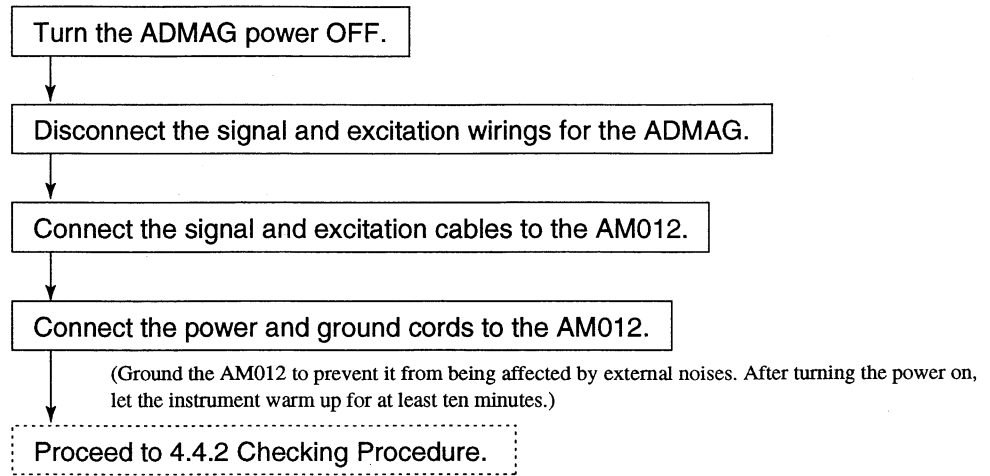 Turn the ADMAG power OFF.
Disconnect the signal and excitation wirings for the ADMAG.
Connect the signal and excitation cables to the AM012.
Connect the power and ground cords to the AM012.
(Ground the AM012 to prevent it from being affected by external noises. After turning the power on,
let the instrument warm up for at least ten minutes.)
Proceed to 4.4.2 Checking Procedure.